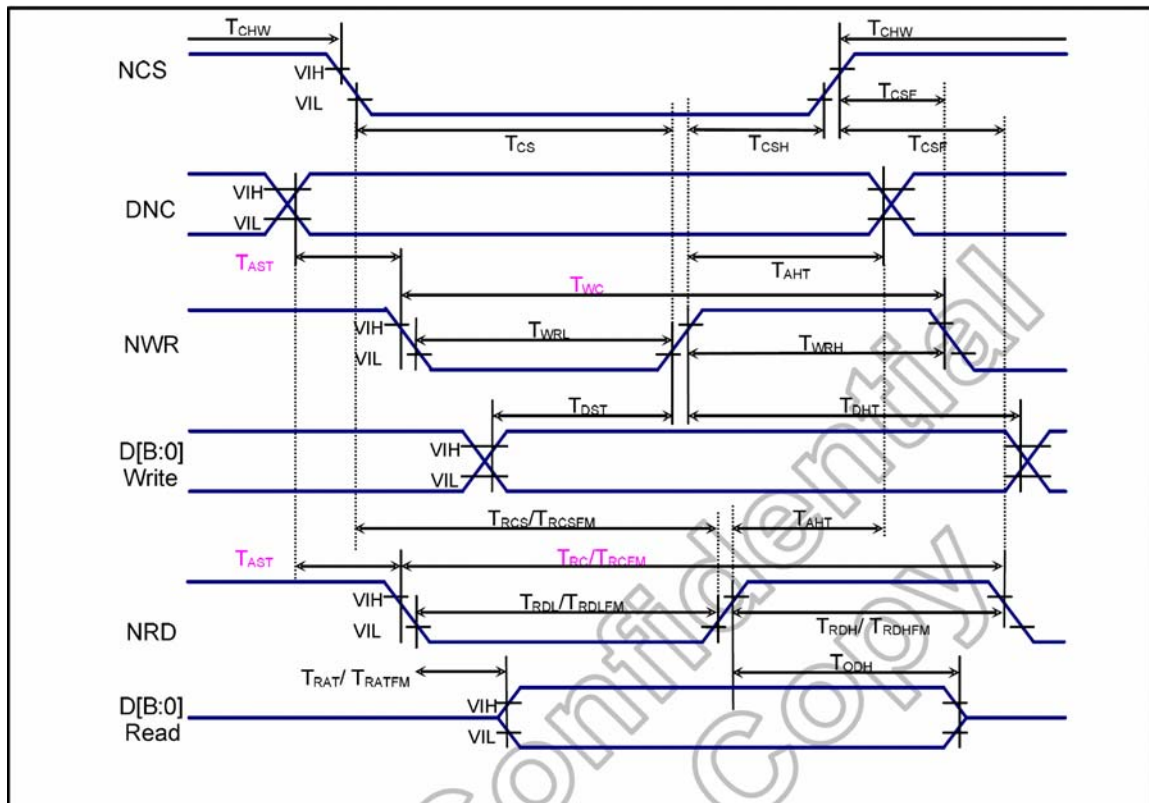 TCHW
TCHW
NCS
VIH
VIL
TCSF
TCS
TCSH
TCSF
DNC
VIH
VIL
TAST
TAHT
TWC
NWR
VIH
VIL
TWRL
TWRH
TDST
TDHT
D[B:0]
Write
VIH
VIL
TRCS/TRCSFM
TAHT
TAST
TRC/TRCFM
NRD
VIH
VIL
TRDL/TRDLFM
TRDH/ TRDHFM
TRAT/ TRATFM
TODH
D[B:0]
Read
VIH
VIL
Confidential
Copy